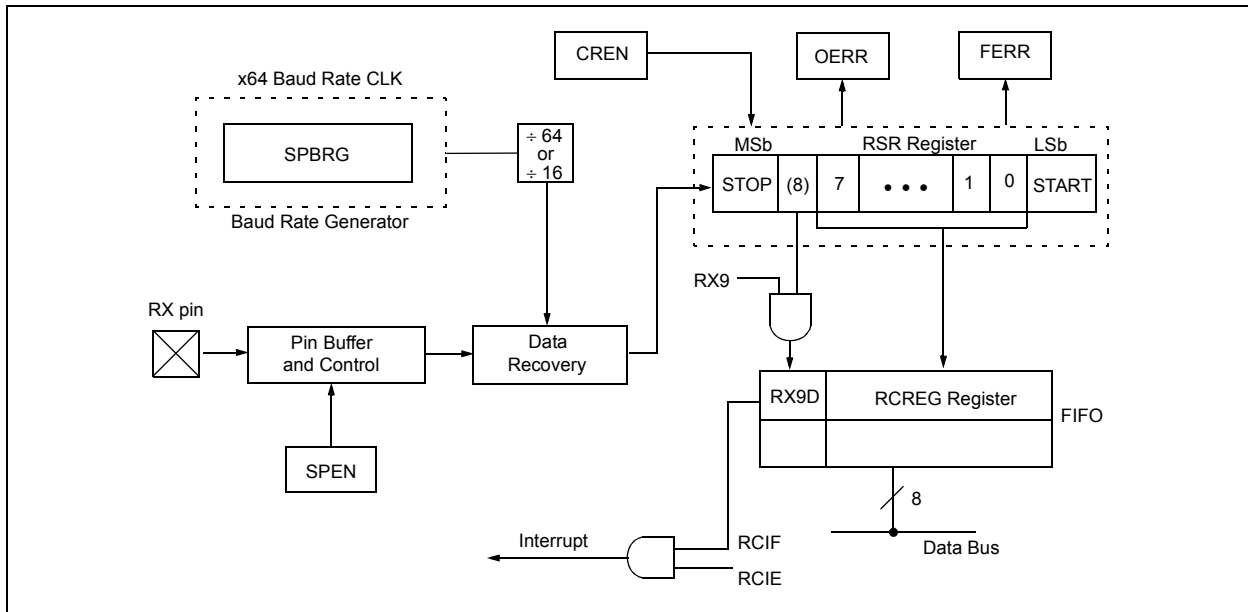 CREN
OERR
FERR
x64 Baud Rate CLK
SPBRG
Baud Rate Generator
÷ 64
or
÷ 16
MSb
RSR Register
LSb
STOP
(8)
7
• • •
1
0
START
RX9
RX pin
Pin Buffer
and Control
Data
Recovery
SPEN
RX9D
RCREG Register
FIFO
8
Data Bus
Interrupt
RCIF
RCIE